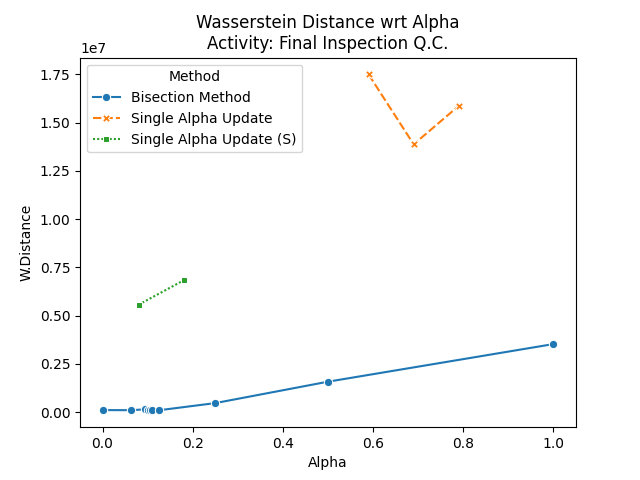 Wasserstein Distance wrt Alpha
Activity: Final Inspection Q.C.
1e7
Method
Bisection Method
Single Alpha Update
Single Alpha Update (S)
W.Distance
1.75
1.50
1.25
1.00
0.75
0.50
0.25
0.00
0.0 0.2 0.4 0.6 0.8 1.0
Alpha